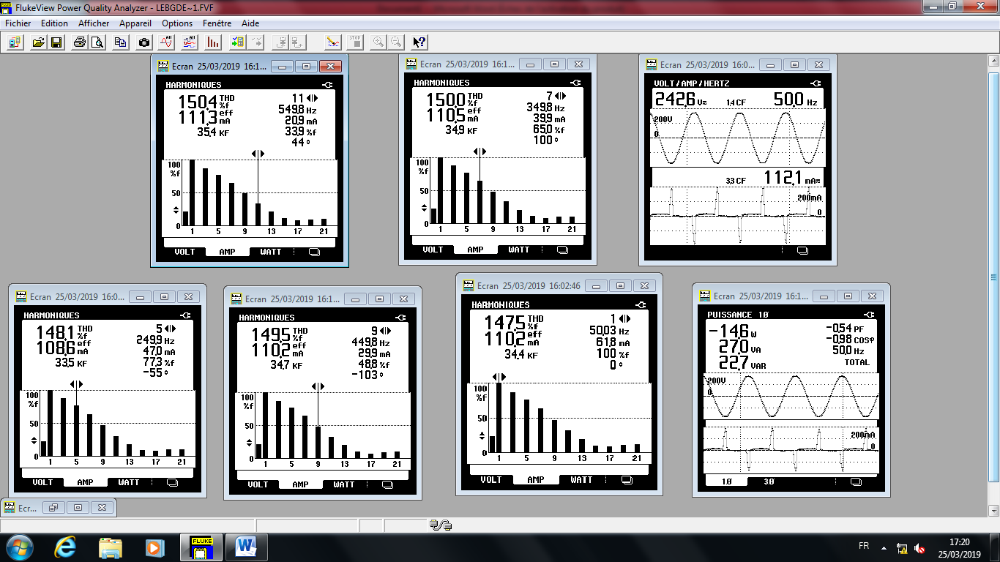 FlukeView Power Quality Analyzer - LEBGDE~1.FVF
Fichier Edition Afficher Appareil Options Fenêtre Aide
STOP
Ecran 25/03/2019 16:1...
HARMONIQUES
150,4 THD %f
111,3 eff mA
35,4 KF
11
549,8 Hz
20,9 mA
33,9 %f
44 °
100
%f
50
0
1 5 9 13 17 21
VOLT AMP WATT
Ecran 25/03/2019 16:1...
HARMONIQUES
150,0 THD %f
110,5 eff mA
34,9 KF
7
349,8 Hz
39,9 mA
65,0 %f
100 °
100
%f
50
0
1 5 9 13 17 21
VOLT AMP WATT
Ecran 25/03/2019 16:0...
VOLT/AMP/HERTZ
242,6 V≂ 1,4 CF 50,0 Hz
200V
0
3,3 CF 112,1 mA≂
200mA
0
Ecran 25/03/2019 16:0...
HARMONIQUES
148,1 THD %f
108,6 eff mA
33,5 KF
5
249,9 Hz
47,0 mA
77,3 %f
-55 °
100
%f
50
0
1 5 9 13 17 21
VOLT AMP WATT
Ecran 25/03/2019 16:1...
HARMONIQUES
149,5 THD %f
110,2 eff mA
34,7 KF
9
449,8 Hz
29,9 mA
48,8 %f
-103 °
100
%f
50
0
1 5 9 13 17 21
VOLT AMP WATT
Ecran 25/03/2019 16:02:46
HARMONIQUES
147,5 THD %f
110,2 eff mA
34,4 KF
1
50,03 Hz
61,8 mA
100 %f
0 °
100
%f
50
0
1 5 9 13 17 21
VOLT AMP WATT
Ecran 25/03/2019 16:1...
PUISSANCE 1Ø
-14,6 W
27,0 VA
22,7 VAR
-0,54 PF
-0,98 COSφ
50,0 Hz
TOTAL
200V
0
200mA
0
1Ø 3Ø
Ecr...
FLUKE
FR
17:20
25/03/2019